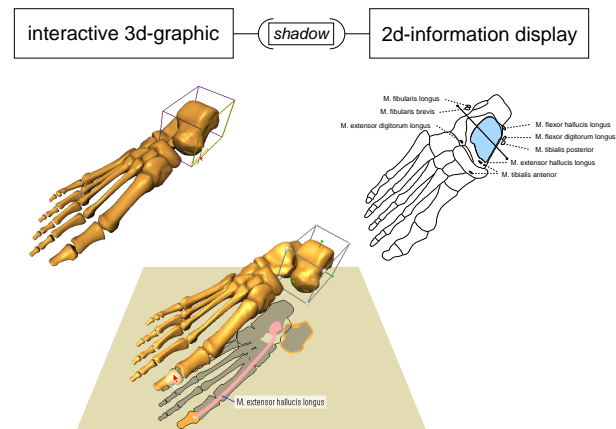 interactive 3d-graphic
shadow
2d-information display
M. fibularis longus
M. fibularis brevis
M. extensor digitorum longus
M. flexor hallucis longus
M. flexor digitorum longus
M. tibialis posterior
M. extensor hallucis longus
M. tibialis anterior
M. extensor hallucis longus